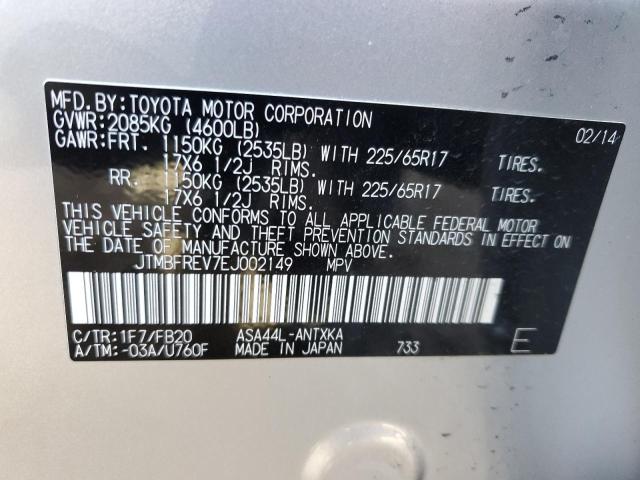 MFD.BY:TOYOTA MOTOR CORPORATION 02/14
GVWR:2085KG (4600LB)
GAWR:FRT. 1150KG (2535LB) WITH 225/65R17 TIRES.
17X6 1/2J RIMS.
RR. 1150KG (2535LB) WITH 225/65R17 TIRES.
17X6 1/2J RIMS.
THIS VEHICLE CONFORMS TO ALL APPLICABLE FEDERAL MOTOR
VEHICLE SAFETY AND THEFT PREVENTION STANDARDS IN EFFECT ON
THE DATE OF MANUFACTURE SHOWN ABOVE.
JTMBFREV7EJ002149 MPV
C/TR:1F7/FB20 ASA44L-ANTXKA
A/TM:-03A/U760F MADE IN JAPAN 733 E